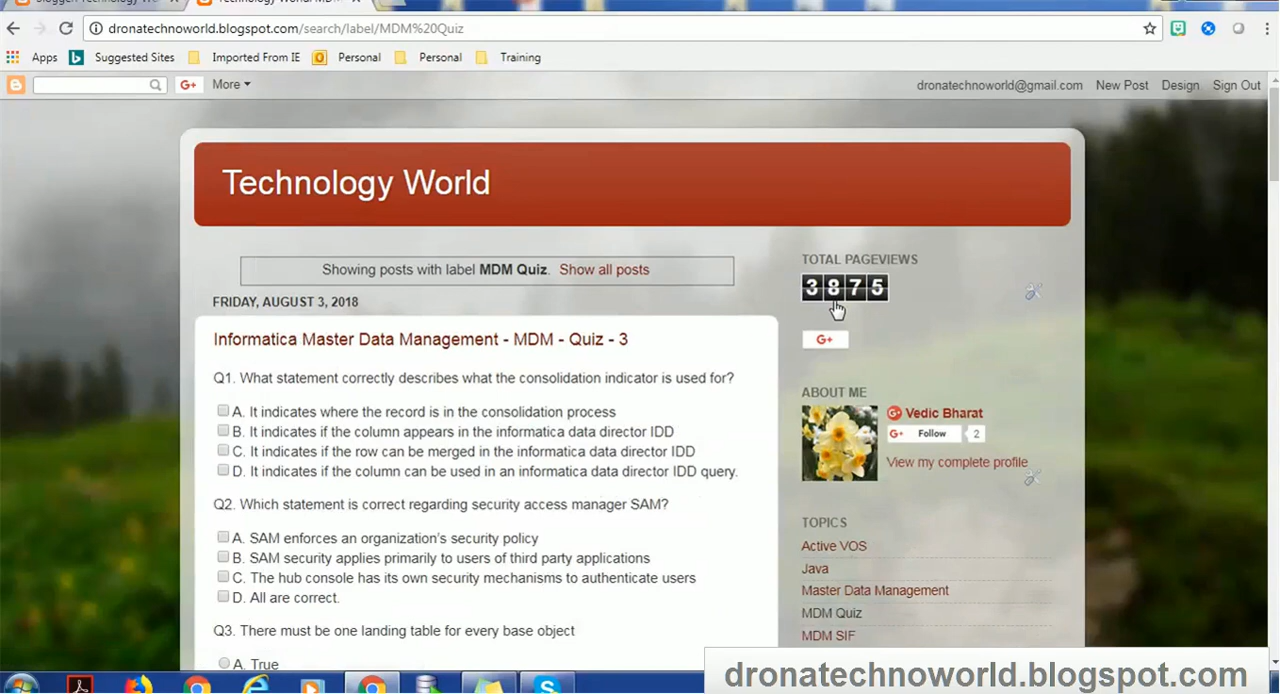 dronatechnoworld.blogspot.com/search/label/MDM%20Quiz
Apps
Suggested Sites
Imported From IE
Personal
Personal
Training
G+
More
dronatechnoworld@gmail.com
New Post
Design
Sign Out
Technology World
Showing posts with label MDM Quiz. Show all posts
FRIDAY, AUGUST 3, 2018
Informatica Master Data Management - MDM - Quiz - 3
Q1. What statement correctly describes what the consolidation indicator is used for?
A. It indicates where the record is in the consolidation process
B. It indicates if the column appears in the informatica data director IDD
C. It indicates if the row can be merged in the informatica data director IDD
D. It indicates if the column can be used in an informatica data director IDD query.
Q2. Which statement is correct regarding security access manager SAM?
A. SAM enforces an organization's security policy
B. SAM security applies primarily to users of third party applications
C. The hub console has its own security mechanisms to authenticate users
D. All are correct.
Q3. There must be one landing table for every base object
A. True
TOTAL PAGEVIEWS
3875
G+
ABOUT ME
G+ Vedic Bharat
G+ Follow 2
View my complete profile
TOPICS
Active VOS
Java
Master Data Management
MDM Quiz
MDM SIF
dronatechnoworld.blogspot.com